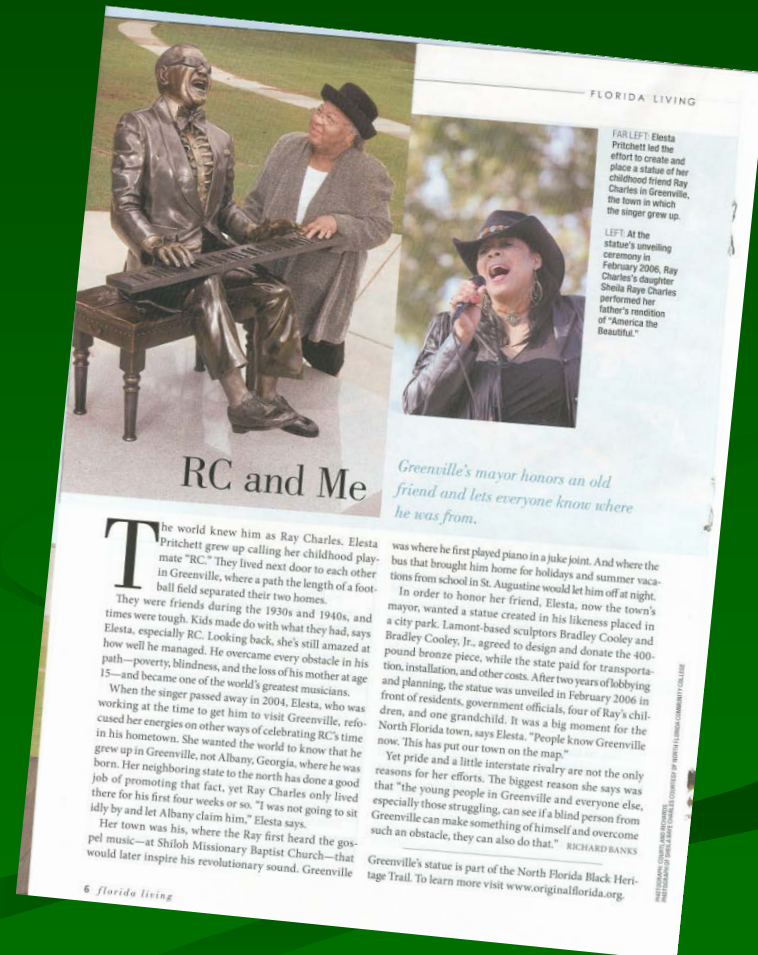 FLORIDA LIVING
FAR LEFT: Elesta
Pritchett led the
effort to create and
place a statue of her
childhood friend Ray
Charles in Greenville,
the town in which
the singer grew up.
LEFT: At the
statue's unveiling
ceremony in
February 2006, Ray
Charles's daughter
Sheila Raye Charles
performed her
father's rendition
of "America the
Beautiful."
RC and Me
Greenville's mayor honors an old
friend and lets everyone know where
he was from.
The world knew him as Ray Charles. Elesta
Pritchett grew up calling her childhood play-
mate "RC." They lived next door to each other
in Greenville, where a path the length of a foot-
ball field separated their two homes.
They were friends during the 1930s and 1940s, and
times were tough. Kids made do with what they had, says
Elesta, especially RC. Looking back, she's still amazed at
how well he managed. He overcame every obstacle in his
path—poverty, blindness, and the loss of his mother at age
15—and became one of the world's greatest musicians.
When the singer passed away in 2004, Elesta, who was
working at the time to get him to visit Greenville, refo-
cused her energies on other ways of celebrating RC's time
in his hometown. She wanted the world to know that he
grew up in Greenville, not Albany, Georgia, where he was
born. Her neighboring state to the north has done a good
job of promoting that fact, yet Ray Charles only lived
there for his first four weeks or so. "I was not going to sit
idly by and let Albany claim him," Elesta says.
Her town was his, where the Ray first heard the gos-
pel music—at Shiloh Missionary Baptist Church—that
would later inspire his revolutionary sound. Greenville
was where he first played piano in a juke joint. And where the
bus that brought him home for holidays and summer vaca-
tions from school in St. Augustine would let him off at night.
In order to honor her friend, Elesta, now the town's
mayor, wanted a statue created in his likeness placed in
a city park. Lamont-based sculptors Bradley Cooley and
Bradley Cooley, Jr., agreed to design and donate the 400-
pound bronze piece, while the state paid for transporta-
tion, installation, and other costs. After two years of lobbying
and planning, the statue was unveiled in February 2006 in
front of residents, government officials, four of Ray's chil-
dren, and one grandchild. It was a big moment for the
North Florida town, says Elesta. "People know Greenville
now. This has put our town on the map."
Yet pride and a little interstate rivalry are not the only
reasons for her efforts. The biggest reason she says was
that "the young people in Greenville and everyone else,
especially those struggling, can see if a blind person from
Greenville can make something of himself and overcome
such an obstacle, they can also do that." RICHARD BANKS
Greenville's statue is part of the North Florida Black Heri-
tage Trail. To learn more visit www.originalflorida.org.
PHOTOGRAPH: COURTLAND RICHARDS
PHOTOGRAPH OF SHEILA RAYE CHARLES COURTESY OF NORTH FLORIDA COMMUNITY COLLEGE
6 florida living